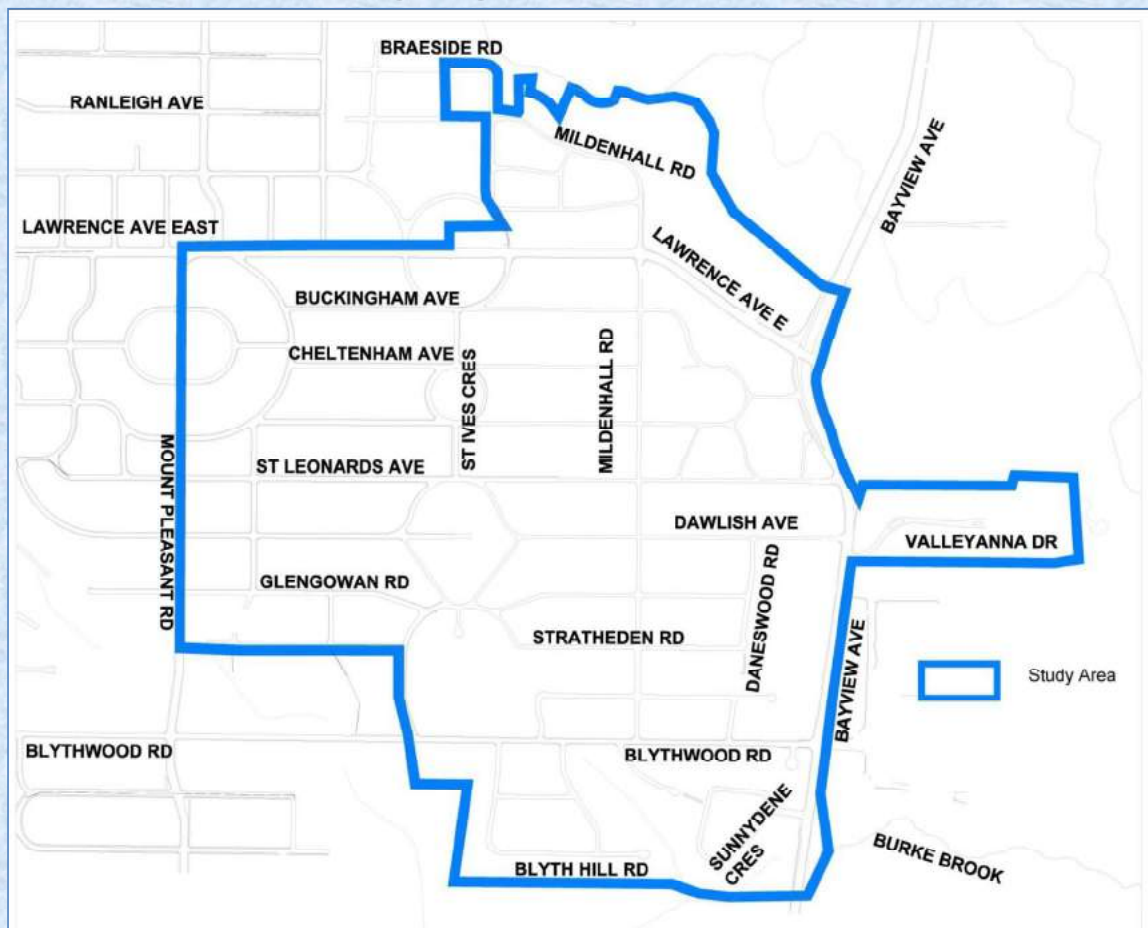 BRAESIDE RD
RANLEIGH AVE
MILDENHALL RD
BAYVIEW AVE
LAWRENCE AVE EAST
LAWRENCE AVE E
BUCKINGHAM AVE
CHELTENHAM AVE
ST IVES CRES
MILDENHALL RD
MOUNT PLEASANT RD
ST LEONARDS AVE
DAWLISH AVE
VALLEYANNA DR
GLENGOWAN RD
DANESWOOD RD
STRATHEDEN RD
BAYVIEW AVE
Study Area
BLYTHWOOD RD
BLYTHWOOD RD
SUNNYDENE
CRES
BURKE BROOK
BLYTH HILL RD